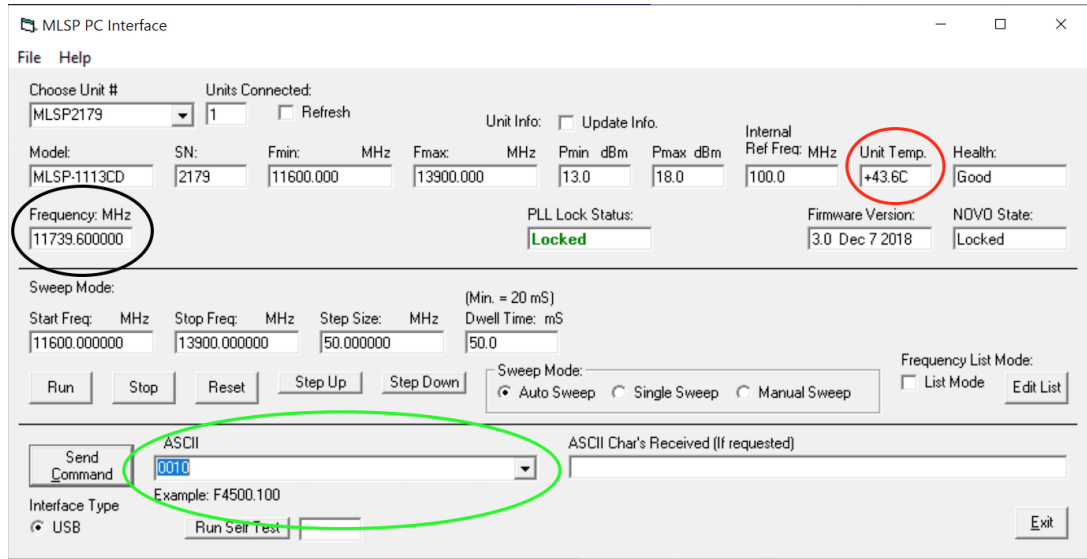 MLSP PC Interface
File Help
Choose Unit # Units Connected:
MLSP2179 1 Refresh
Unit Info: Update Info.
Internal
Model: SN: Fmin: MHz Fmax: MHz Pmin dBm Pmax dBm Ref Freq: MHz Unit Temp. Health:
MLSP-1113CD 2179 11600.000 13900.000 13.0 18.0 100.0 +43.6C Good
Frequency: MHz PLL Lock Status: Firmware Version: NOVO State:
11739.600000 Locked 3.0 Dec 7 2018 Locked
Sweep Mode:
(Min. = 20 mS)
Start Freq: MHz Stop Freq: MHz Step Size: MHz Dwell Time: mS
11600.000000 13900.000000 50.000000 50.0
Frequency List Mode:
Sweep Mode:
Run Stop Reset Step Up Step Down Auto Sweep Single Sweep Manual Sweep List Mode Edit List
ASCII ASCII Char's Received (If requested)
Send
Command
0010
Example: F4500.100
Interface Type
USB Run Self Test Exit